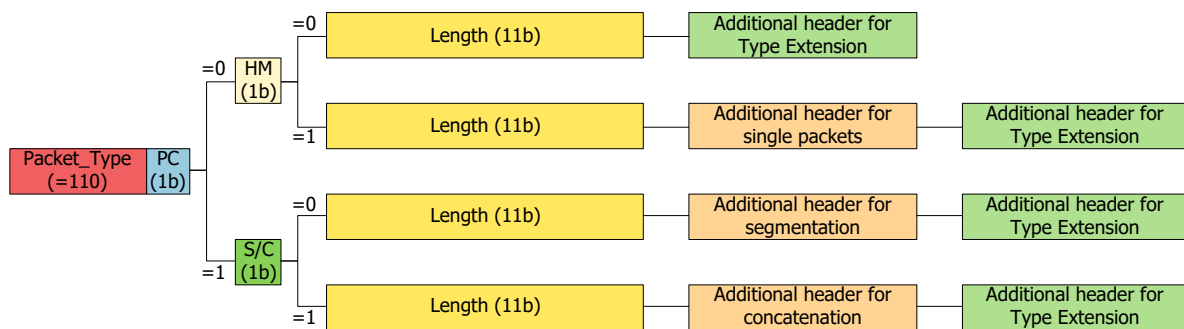 =0
Length (11b)
Additional header for
Type Extension
=0
HM
(1b)
=1
Length (11b)
Additional header for
single packets
Additional header for
Type Extension
Packet_Type
(=110)
PC
(1b)
=0
Length (11b)
Additional header for
segmentation
Additional header for
Type Extension
=1
S/C
(1b)
=1
Length (11b)
Additional header for
concatenation
Additional header for
Type Extension